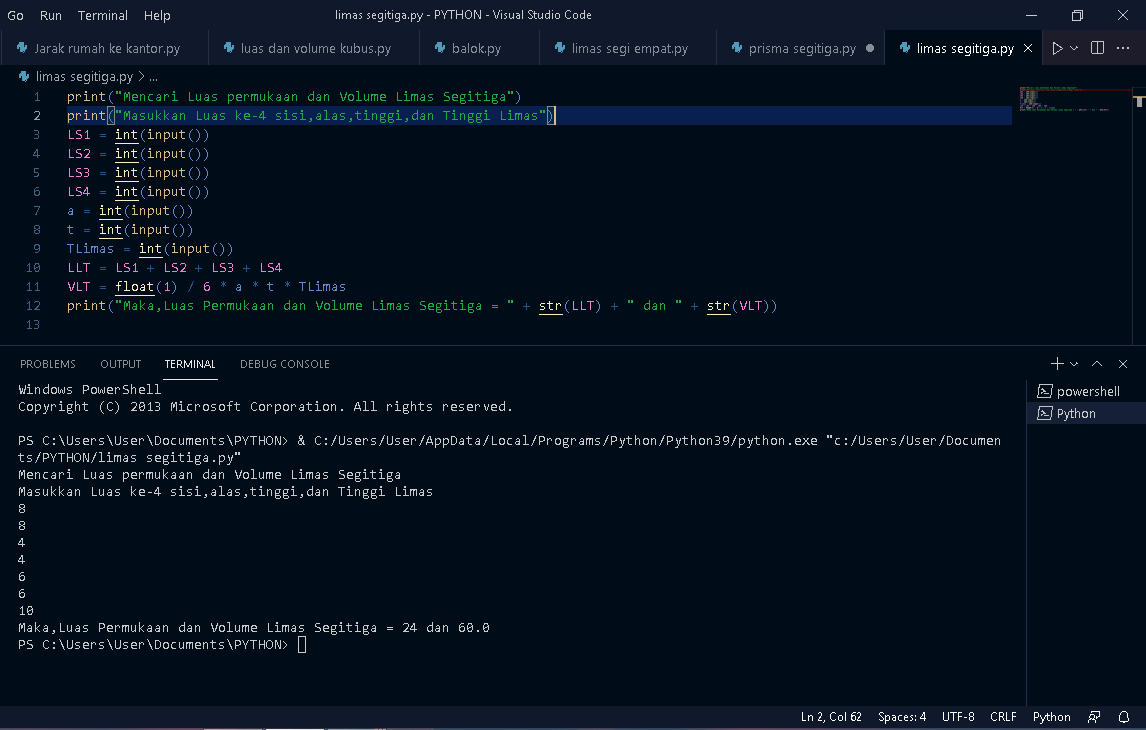 Go Run Terminal Help limas segitiga.py - PYTHON - Visual Studio Code
Jarak rumah ke kantor.py luas dan volume kubus.py balok.py limas segi empat.py prisma segitiga.py limas segitiga.py
limas segitiga.py > ...
1 print("Mencari Luas permukaan dan Volume Limas Segitiga")
2 print("Masukkan Luas ke-4 sisi,alas,tinggi,dan Tinggi Limas")
3 LS1 = int(input())
4 LS2 = int(input())
5 LS3 = int(input())
6 LS4 = int(input())
7 a = int(input())
8 t = int(input())
9 TLimas = int(input())
10 LLT = LS1 + LS2 + LS3 + LS4
11 VLT = float(1) / 6 * a * t * TLimas
12 print("Maka,Luas Permukaan dan Volume Limas Segitiga = " + str(LLT) + " dan " + str(VLT))
13
PROBLEMS OUTPUT TERMINAL DEBUG CONSOLE
Windows PowerShell
Copyright (C) 2013 Microsoft Corporation. All rights reserved.
PS C:\Users\User\Documents\PYTHON> & C:/Users/User/AppData/Local/Programs/Python/Python39/python.exe "c:/Users/User/Documen
ts/PYTHON/limas segitiga.py"
Mencari Luas permukaan dan Volume Limas Segitiga
Masukkan Luas ke-4 sisi,alas,tinggi,dan Tinggi Limas
8
8
4
4
6
6
10
Maka,Luas Permukaan dan Volume Limas Segitiga = 24 dan 60.0
PS C:\Users\User\Documents\PYTHON>
powershell
Python
Ln 2, Col 62 Spaces: 4 UTF-8 CRLF Python